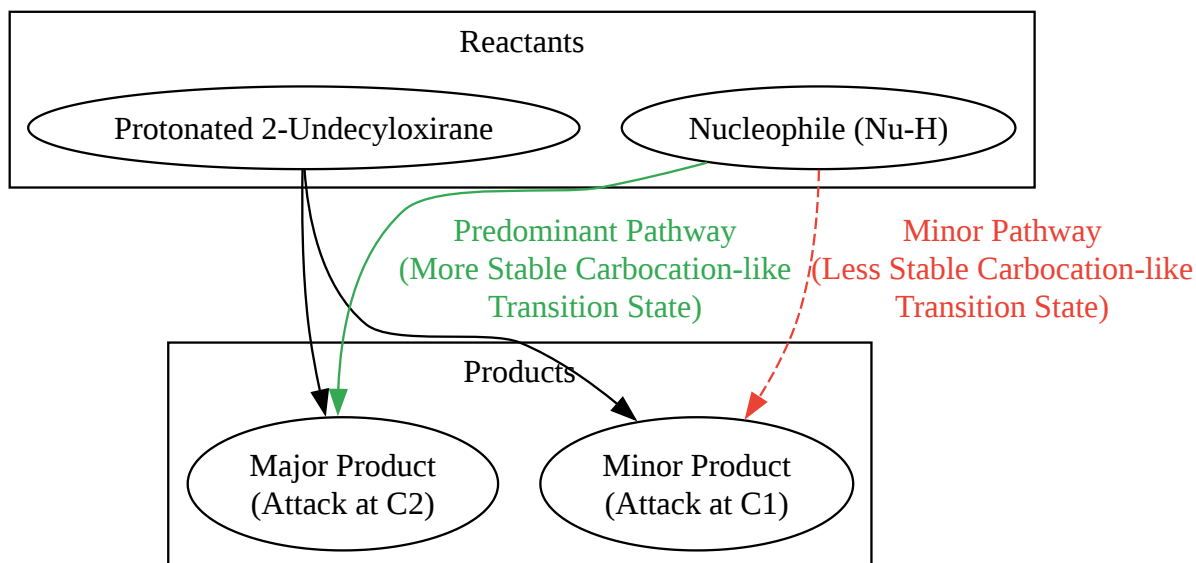 Reactants
Protonated 2-Undecyloxirane
Nucleophile (Nu-H)
Predominant Pathway
(More Stable Carbocation-like
Transition State)
Minor Pathway
(Less Stable Carbocation-like
Transition State)
Products
Major Product
(Attack at C2)
Minor Product
(Attack at C1)